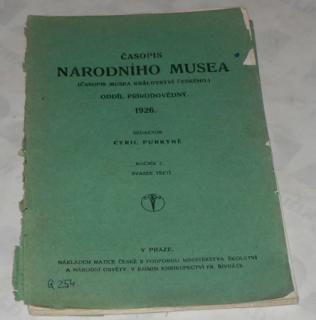 ČASOPIS
NÁRODNÍHO MUSEA
(ČASOPIS MUSEA KRÁLOVSTVÍ ČESKÉHO.)
ODDÍL PŘÍRODOVĚDNÝ.
1926.
REDAKTOR
CYRIL PURKYNĚ
ROČNÍK C.
SVAZEK TŘETÍ
V PRAZE.
NÁKLADEM MATICE ČESKÉ S PODPOROU MINISTERSTVA ŠKOLSTVÍ
A NÁRODNÍ OSVĚTY. V KOMISI KNIHKUPECTVÍ FR. ŘIVNÁČE.
Q 254